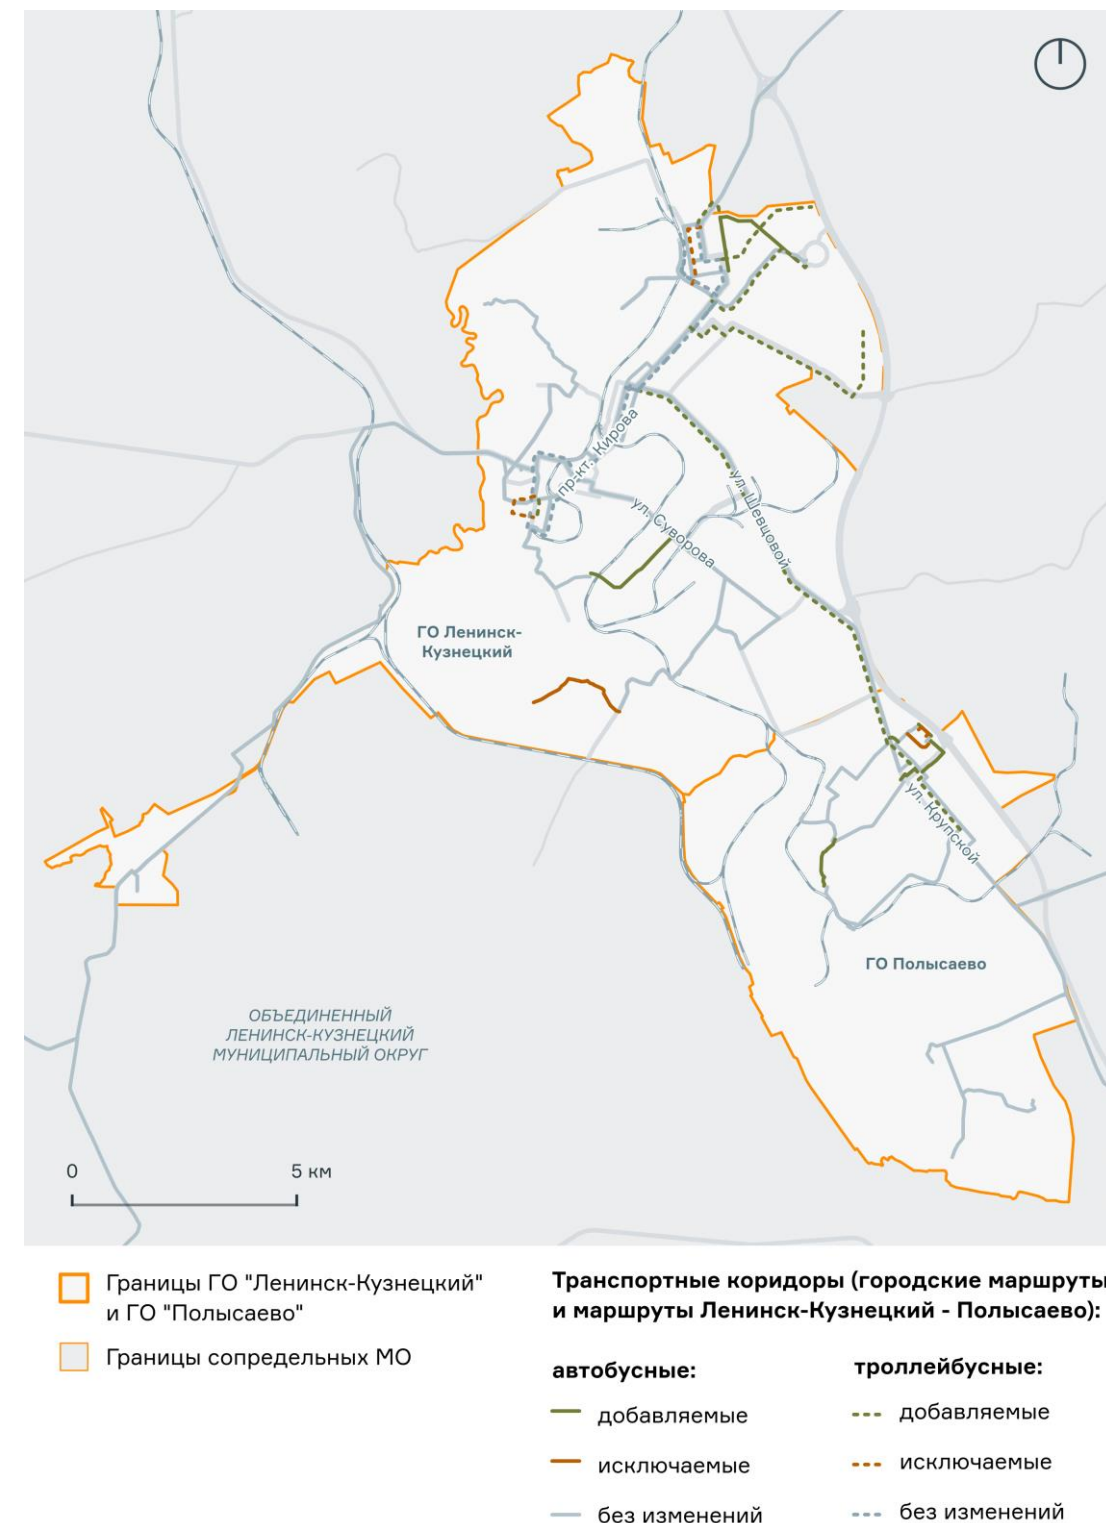 пр-кт. Кирова
ул. Шевцовой
ул. Суворова
ГО Ленинск-
Кузнецкий
ул. Крупской
ГО Полысаево
ОБЪЕДИНЕННЫЙ
ЛЕНИНСК-КУЗНЕЦКИЙ
МУНИЦИПАЛЬНЫЙ ОКРУГ
0 5 км
Границы ГО "Ленинск-Кузнецкий"
и ГО "Полысаево"
Границы сопредельных МО
Транспортные коридоры (городские маршруты
и маршруты Ленинск-Кузнецкий - Полысаево):
автобусные:
добавляемые
исключаемые
без изменений
троллейбусные:
добавляемые
исключаемые
без изменений